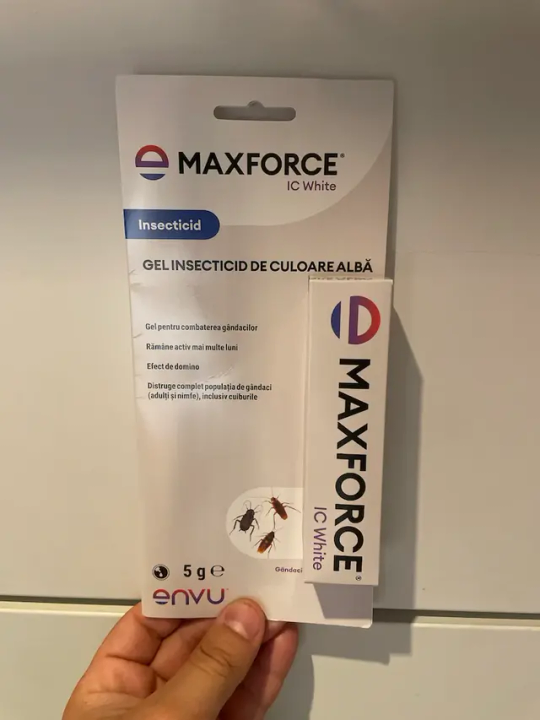 MAXFORCE®
IC White
Insecticid
GEL INSECTICID DE CULOARE ALBĂ
Gel pentru combaterea gândacilor
Rămâne activ mai multe luni
Efect de domino
Distruge complet populația de gândaci
(adulți și nimfe), inclusiv cuiburile
5 g e
Gândaci
envu
MAXFORCE®
IC White